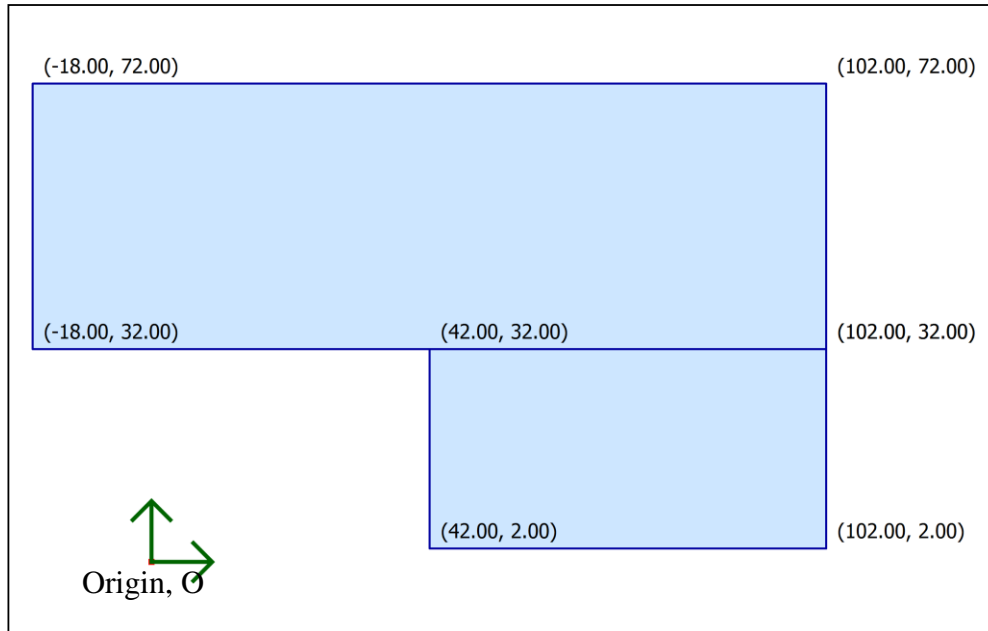 (-18.00, 72.00) (102.00, 72.00)
(-18.00, 32.00) (42.00, 32.00) (102.00, 32.00)
(42.00, 2.00) (102.00, 2.00)
Origin, O